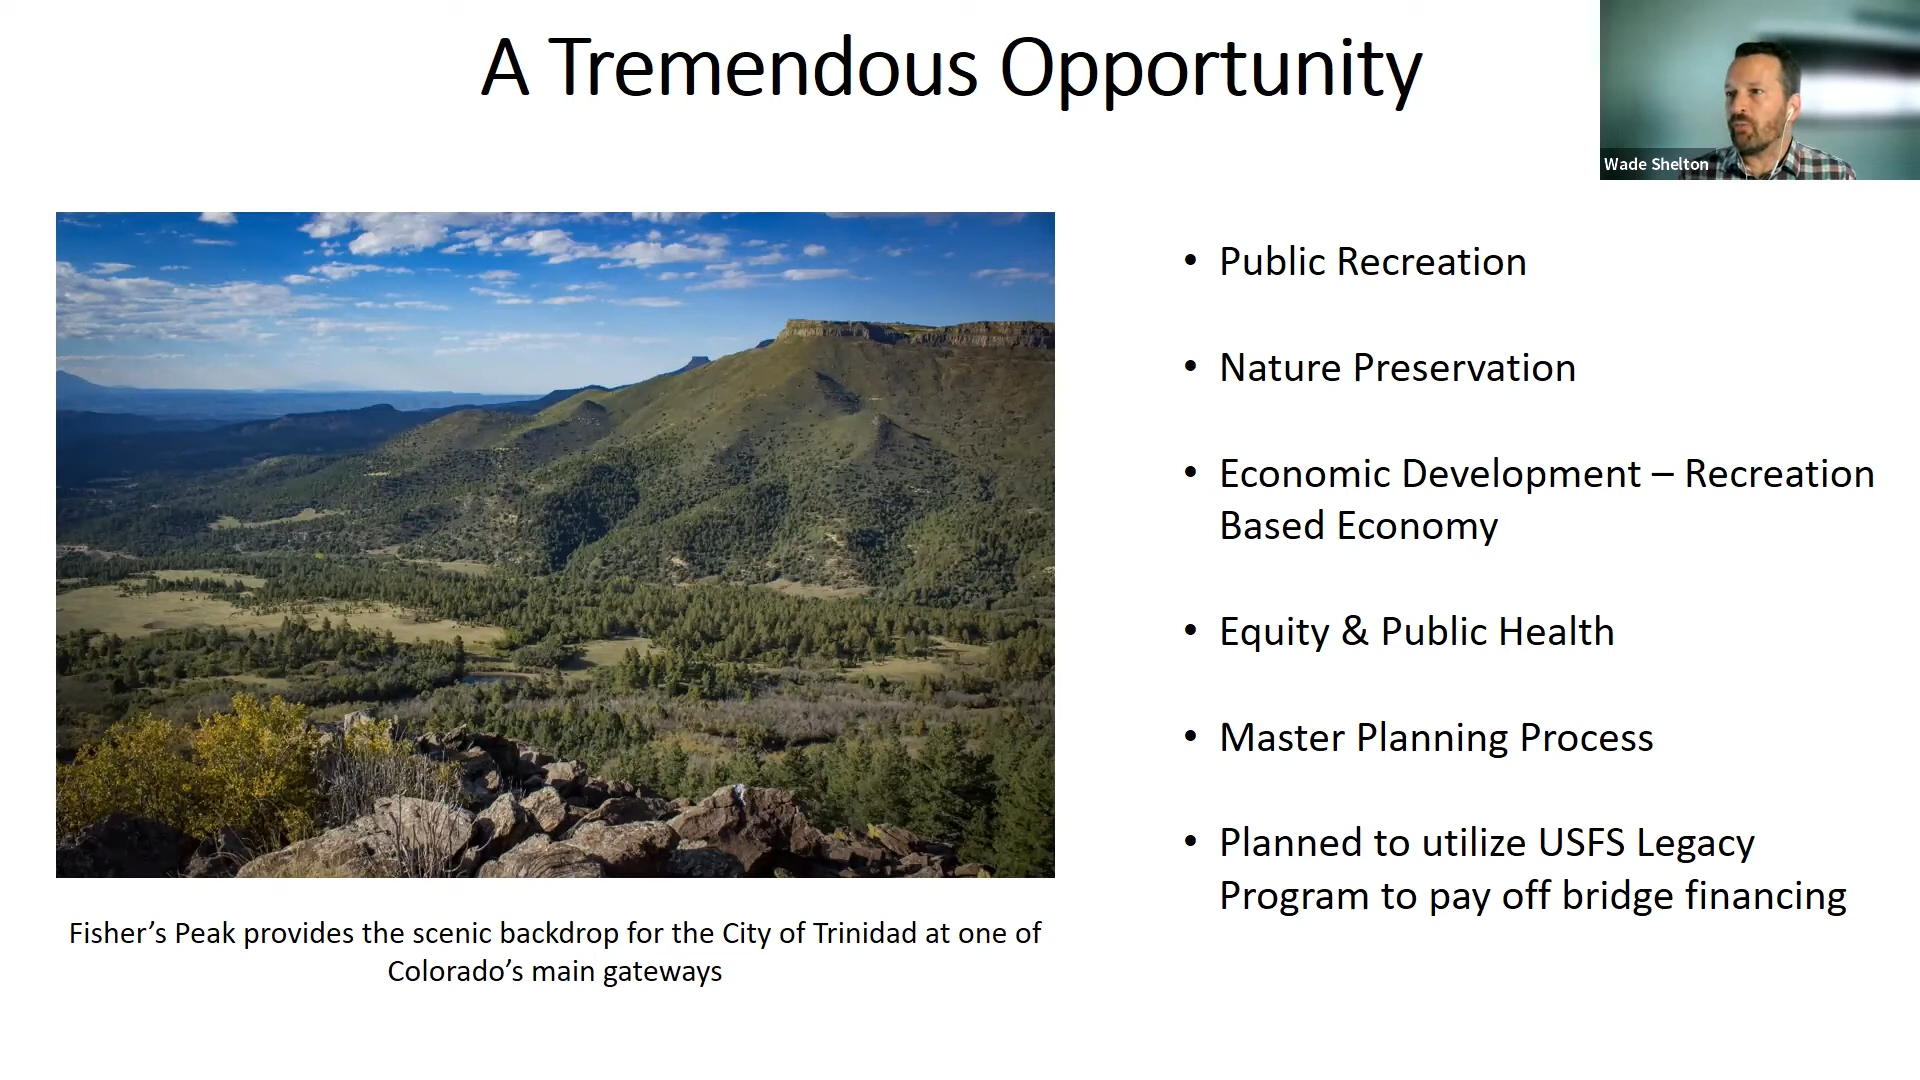 A Tremendous Opportunity
Wade Shelton
• Public Recreation
• Nature Preservation
• Economic Development – Recreation
Based Economy
• Equity & Public Health
• Master Planning Process
• Planned to utilize USFS Legacy
Program to pay off bridge financing
Fisher’s Peak provides the scenic backdrop for the City of Trinidad at one of
Colorado’s main gateways